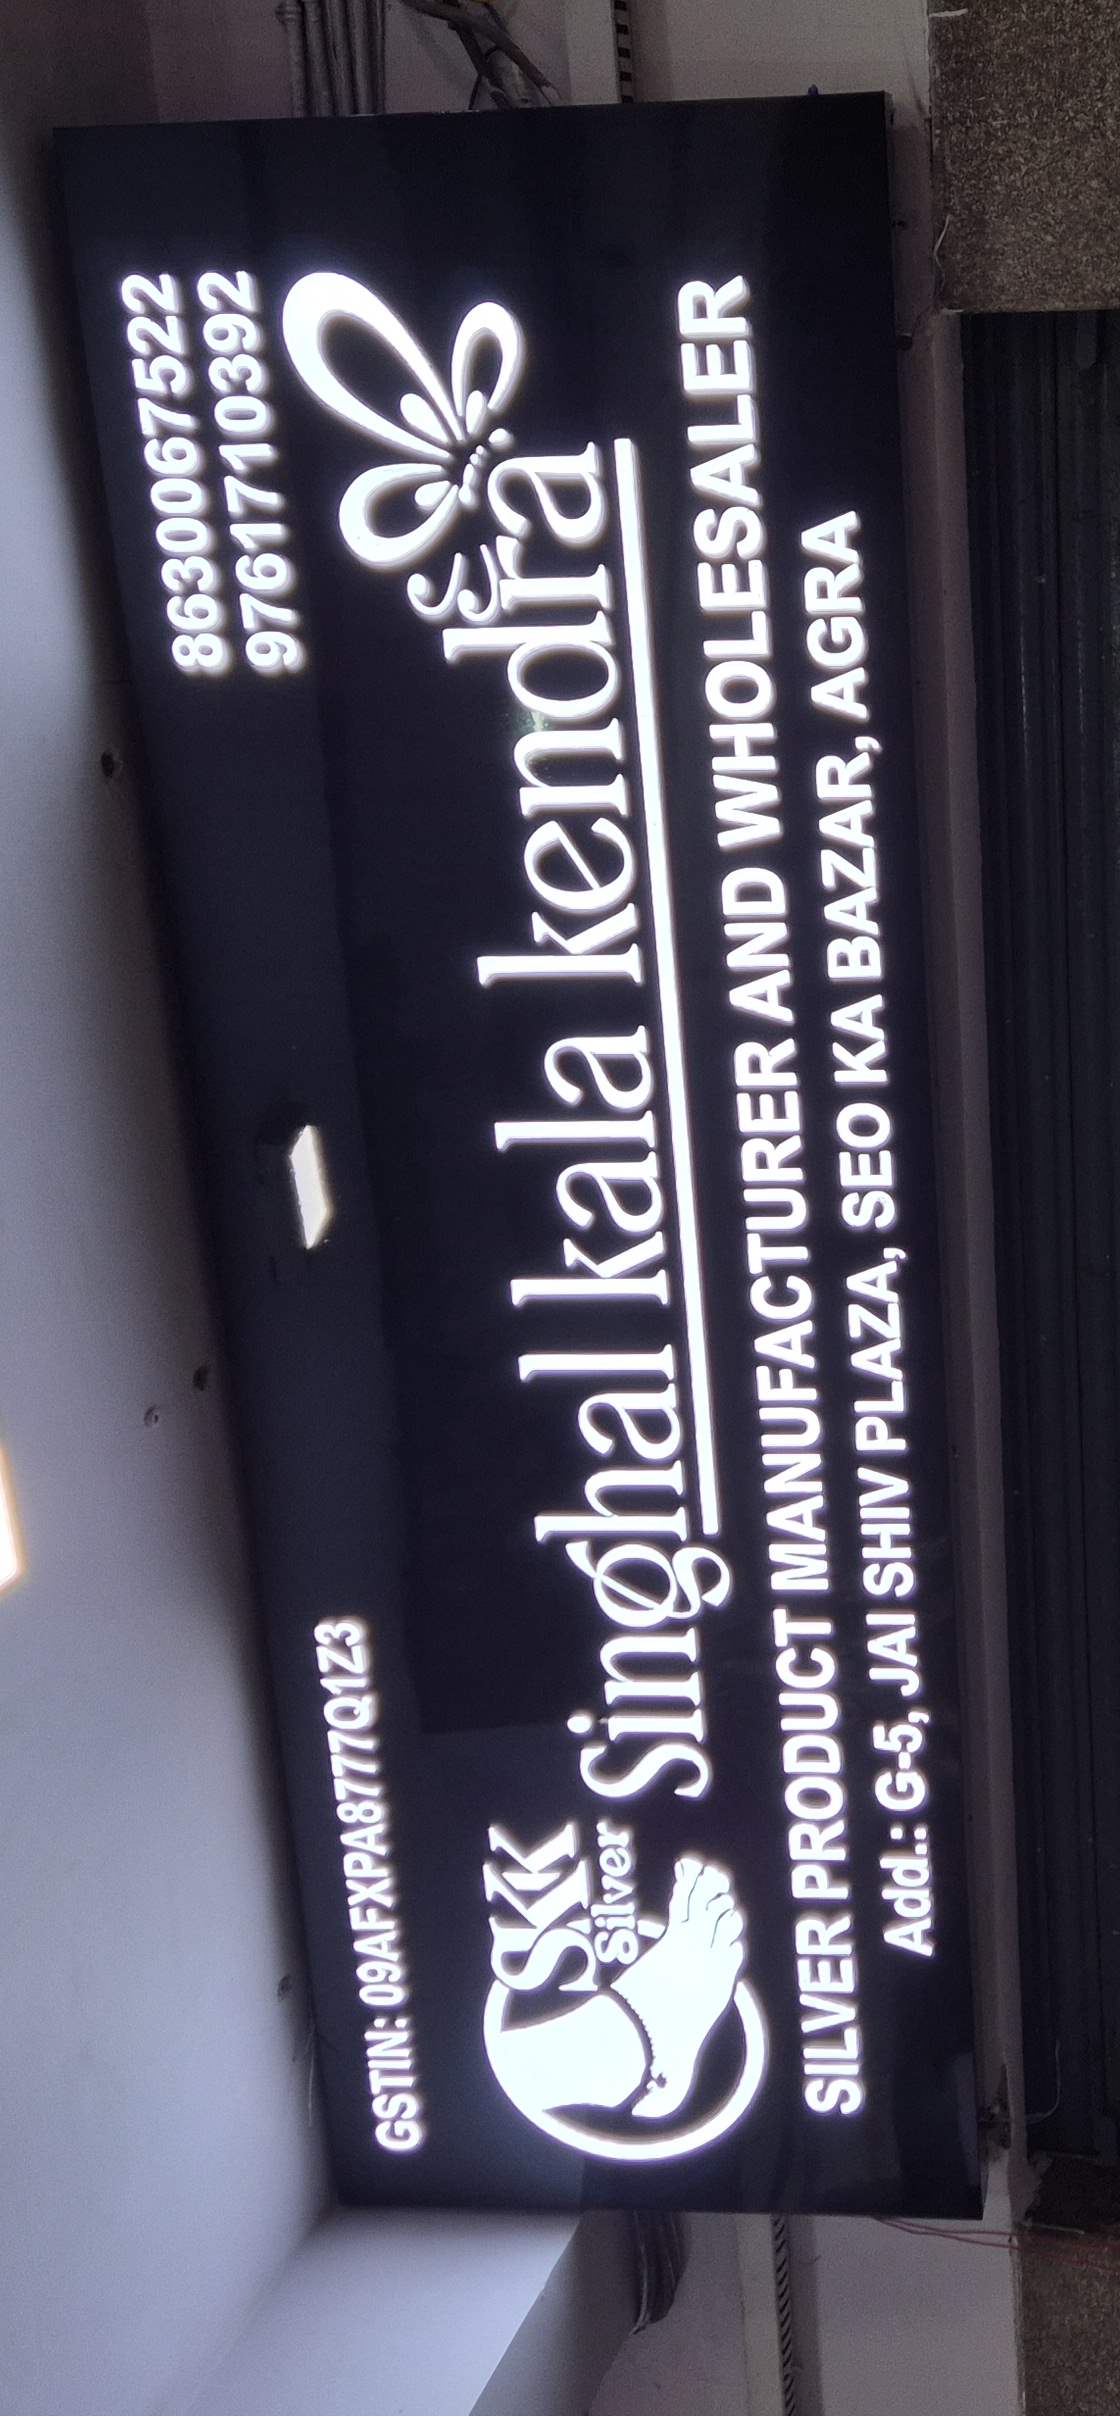 GSTIN: 09AFXPA8777Q1Z3
8630067522
9761710392
SKK
Silver
Singhal kala kendra
SILVER PRODUCT MANUFACTURER AND WHOLESALER
Add.: G-5, JAI SHIV PLAZA, SEO KA BAZAR, AGRA